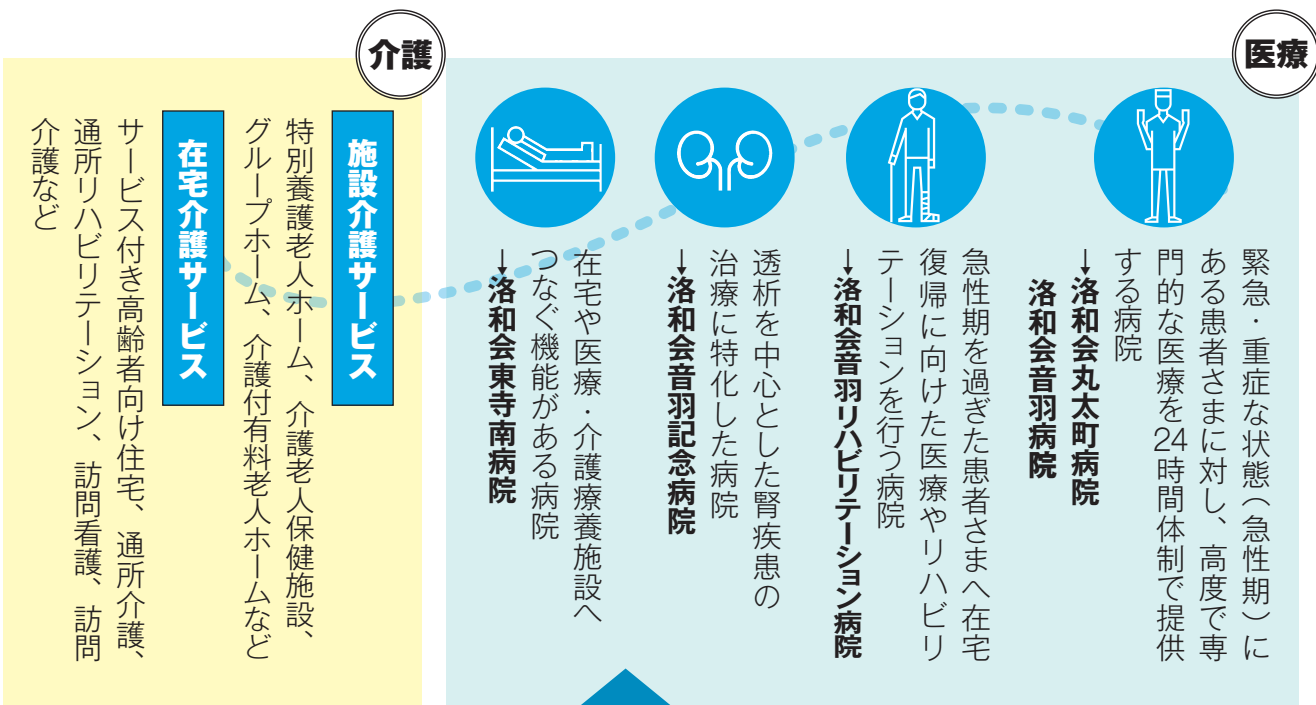 医療
緊急・重症な状態（急性期）に
ある患者さまに対し、高度で専
門的な医療を24時間体制で提供
する病院
→洛和会丸太町病院
洛和会音羽病院
急性期を過ぎた患者さまへ在宅
復帰に向けた医療やリハビリ
テーションを行う病院
→洛和会音羽リハビリテーション病院
透析を中心とした腎疾患の
治療に特化した病院
→洛和会音羽記念病院
在宅や医療・介護療養施設へ
つなぐ機能がある病院
→洛和会東寺南病院
介護
施設介護サービス
特別養護老人ホーム、介護老人保健施設、
グループホーム、介護付有料老人ホームなど
在宅介護サービス
サービス付き高齢者向け住宅、通所介護、
通所リハビリテーション、訪問看護、訪問
介護など